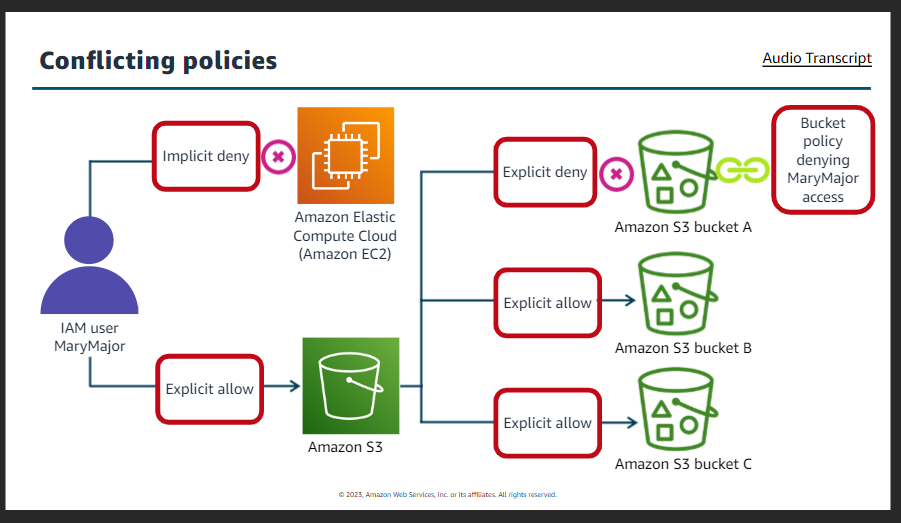 Conflicting policies
Audio Transcript
Implicit deny
Amazon Elastic
Compute Cloud
(Amazon EC2)
IAM user
MaryMajor
Explicit allow
Amazon S3
Explicit deny
Amazon S3 bucket A
Bucket
policy
denying
MaryMajor
access
Explicit allow
Amazon S3 bucket B
Explicit allow
Amazon S3 bucket C
© 2023, Amazon Web Services, Inc. or its affiliates. All rights reserved.